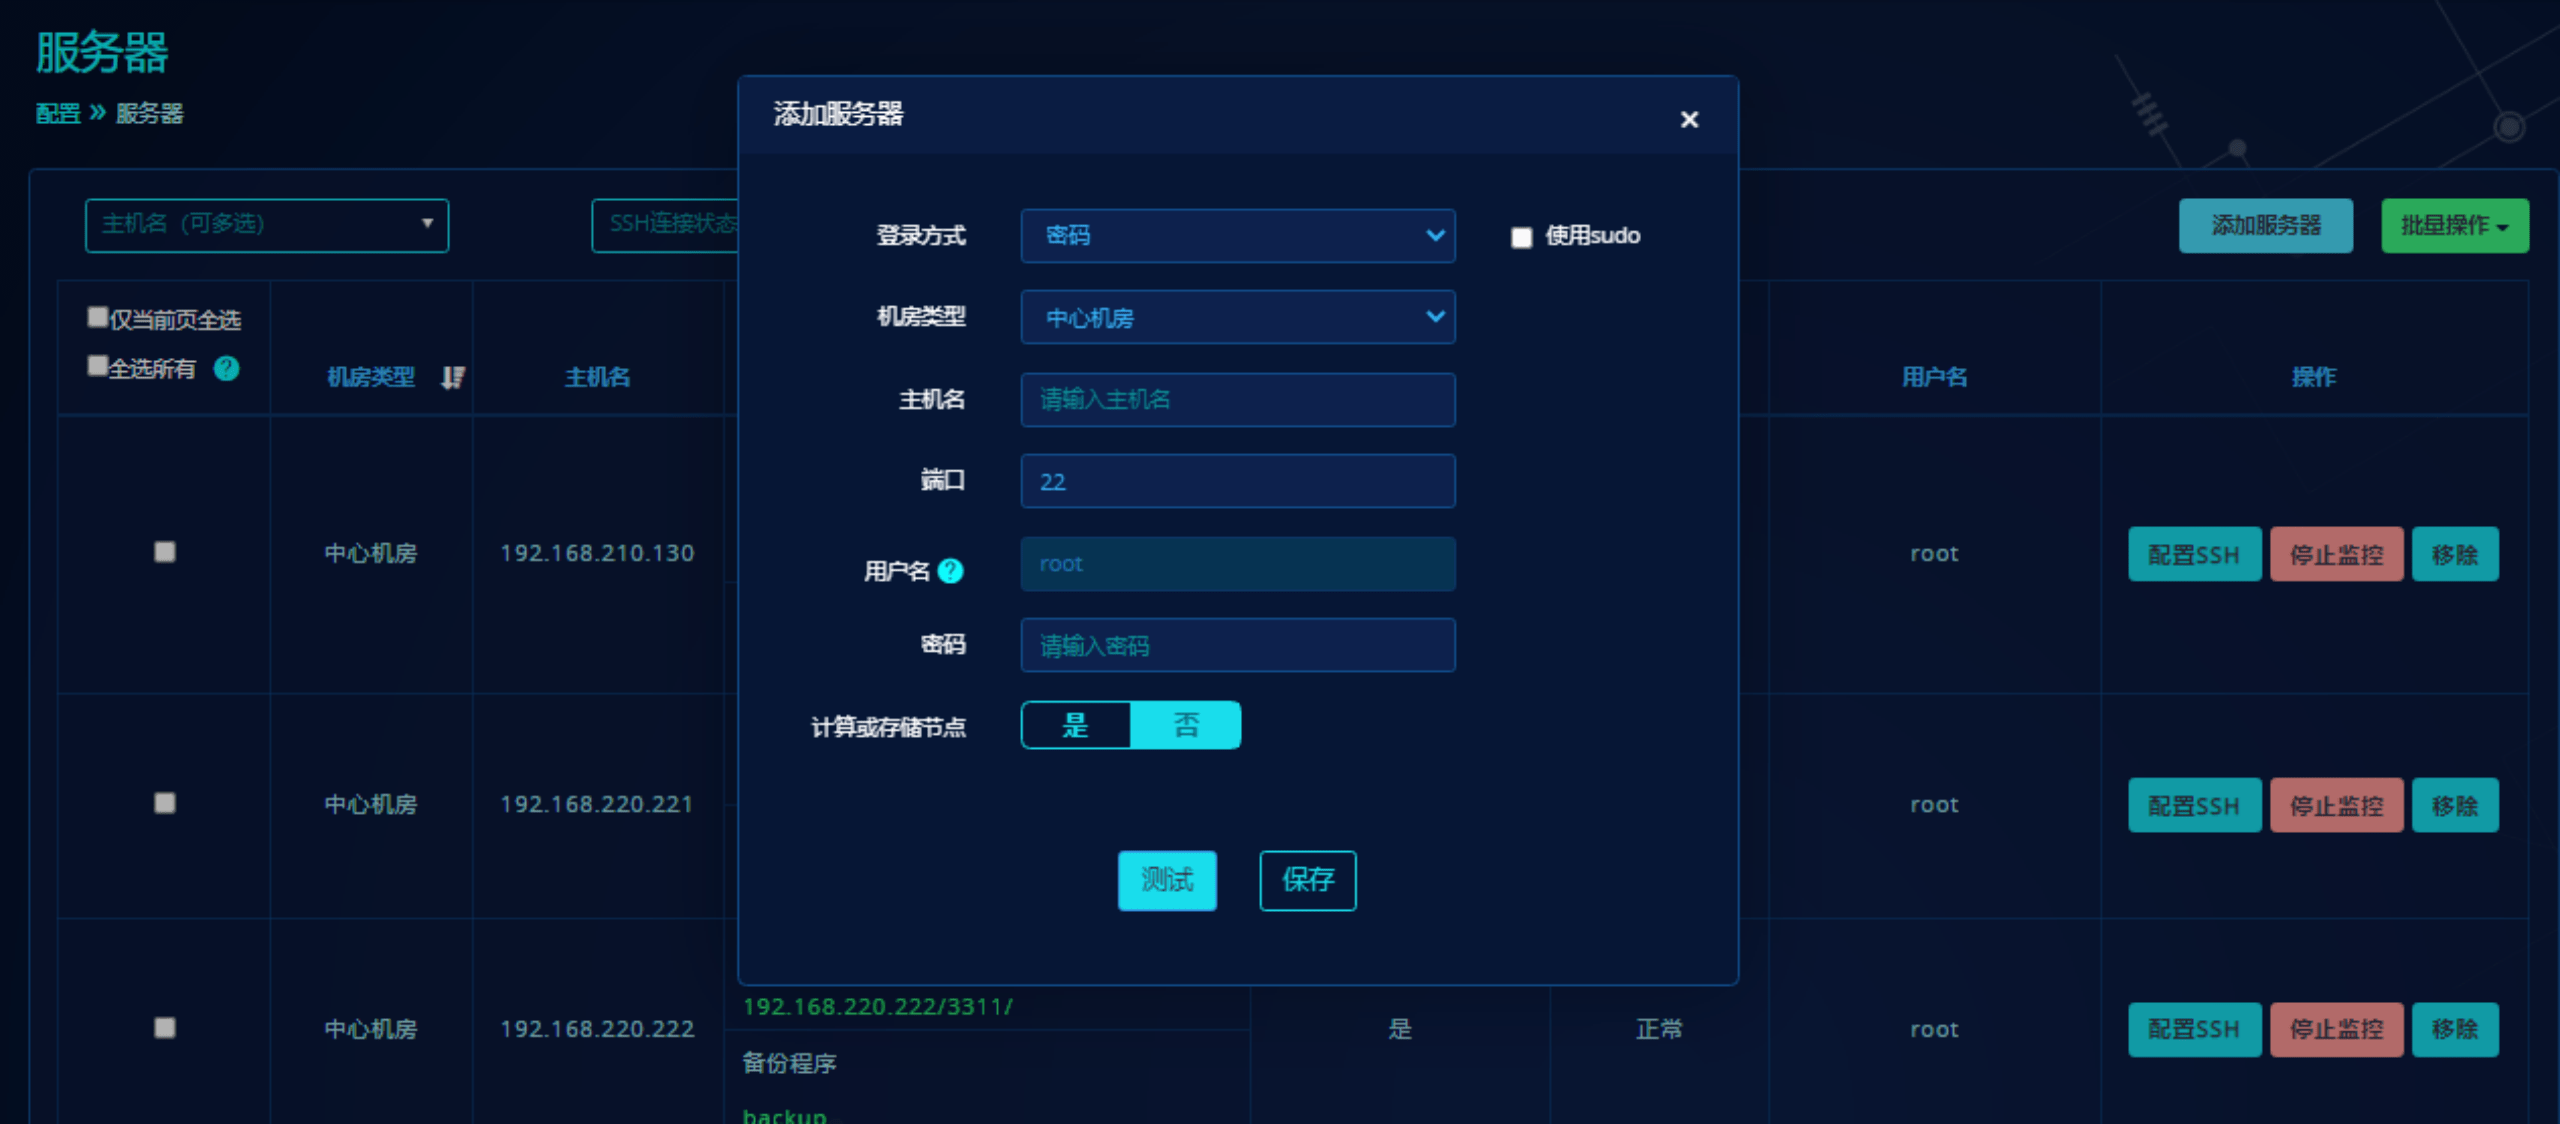 服务器
配置 » 服务器
主机名（可多选）
SSH连接状态
添加服务器
批量操作
仅当前页全选
全选所有
机房类型
主机名
用户名
操作
中心机房
192.168.210.130
root
配置SSH
停止监控
移除
中心机房
192.168.220.221
root
配置SSH
停止监控
移除
中心机房
192.168.220.222
192.168.220.222/3311/
备份程序
backup
是
正常
root
配置SSH
停止监控
移除
添加服务器
×
登录方式
密码
使用sudo
机房类型
中心机房
主机名
请输入主机名
端口
22
用户名 ?
root
密码
请输入密码
计算或存储节点
是
否
测试
保存